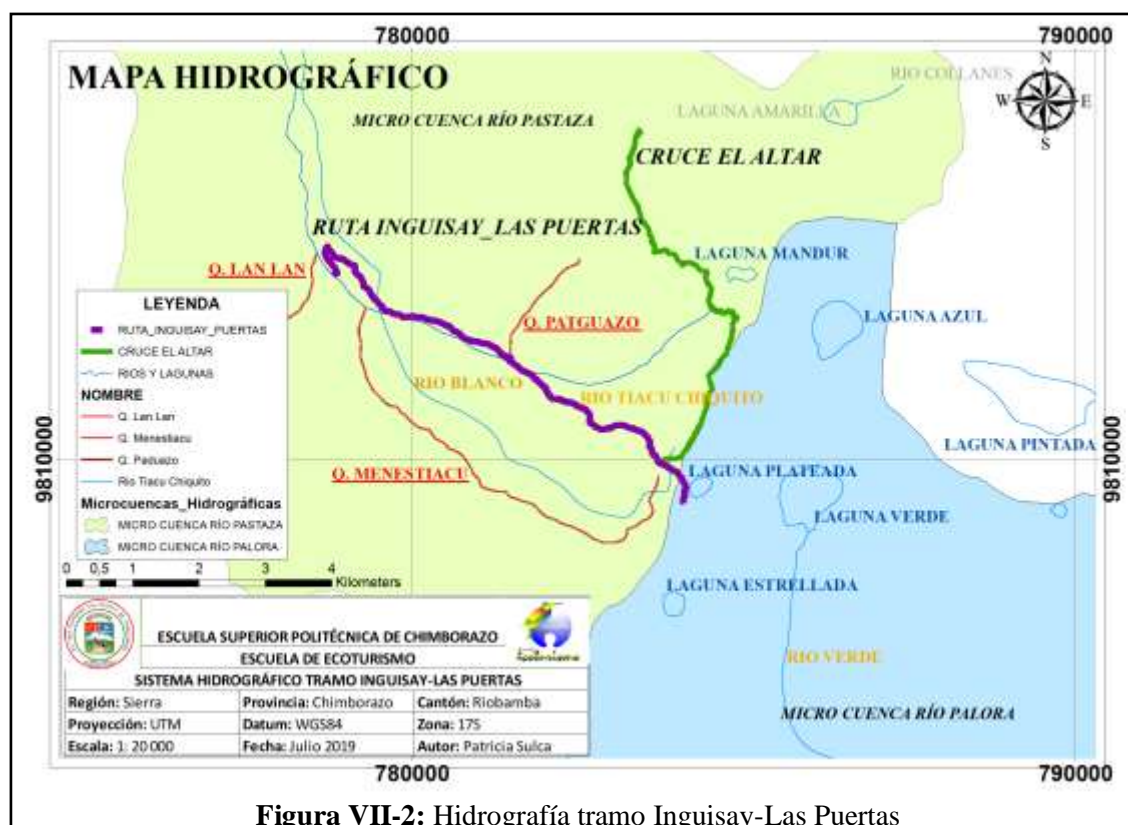 780000
790000
MAPA HIDROGRÁFICO
N
W
E
S
RIO COLLANES
LAGUNA AMARILLA
MICRO CUENCA RÍO PASTAZA
CRUCE EL ALTAR
RUTA INGUISAY_LAS PUERTAS
LAGUNA MANDUR
Q. LAN LAN
LAGUNA AZUL
Q. PATGUAZO
RIO BLANCO
RIO TIACU CHIQUITO
LAGUNA PINTADA
Q. MENESTIACU
LAGUNA PLATEADA
LAGUNA VERDE
LAGUNA ESTRELLADA
RIO VERDE
MICRO CUENCA RÍO PALORA
9810000
9810000
LEYENDA
RUTA_INGUISAY_PUERTAS
CRUCE EL ALTAR
RIOS Y LAGUNAS
NOMBRE
Q. Lan Lan
Q. Menestiacu
Q. Paduazo
Rio Tiacu Chiquito
Microcuencas_Hidrográficas
MICRO CUENCA RÍO PASTAZA
MICRO CUENCA RÍO PALORA
0 0,5 1 2 3 4
Kilometers
ESCUELA SUPERIOR POLITÉCNICA DE CHIMBORAZO
ESCUELA DE ECOTURISMO
SISTEMA HIDROGRÁFICO TRAMO INGUISAY-LAS PUERTAS
Región: Sierra Provincia: Chimborazo Cantón: Riobamba
Proyección: UTM Datum: WGS84 Zona: 17S
Escala: 1: 20 000 Fecha: Julio 2019 Autor: Patricia Sulca
780000
790000
Figura VII-2: Hidrografía tramo Inguisay-Las Puertas